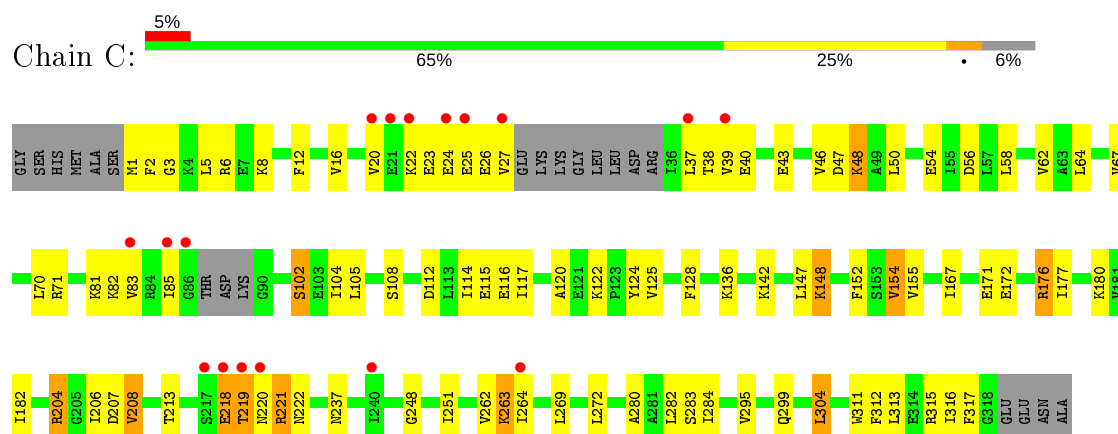 5%
Chain C:
65% 25% • 6%
GLY SER HIS MET ALA SER M1 F2 G3 K4 L5 R6 E7 K8 F12 V16 V20 E21 K22 E23 E24 E25 E26 V27 GLU LYS LYS GLY LEU LEU ASP ARG I36 L37 T38 V39 E40 E43 V46 D47 K48 A49 L50 E54 I55 D56 L57 L58 V62 A63 L64 V67
L70 R71 K81 K82 V83 R84 I85 G86 THR ASP LYS G90 S102 E103 I104 L105 S108 D112 L113 I114 E115 E116 I117 A120 E121 K122 P123 Y124 V125 F128 K136 K142 L147 K148 F152 S153 V154 V155 I167 E171 E172 R176 I177 K180 V181
I182 R204 G205 I206 D207 V208 T213 S217 E218 T219 N220 R221 N222 N237 I240 G248 I251 V262 K263 I264 L269 L272 A280 A281 L282 S283 I284 V295 Q299 L304 W311 F312 L313 E314 R315 I316 F317 G318 GLU GLU ASN ALA